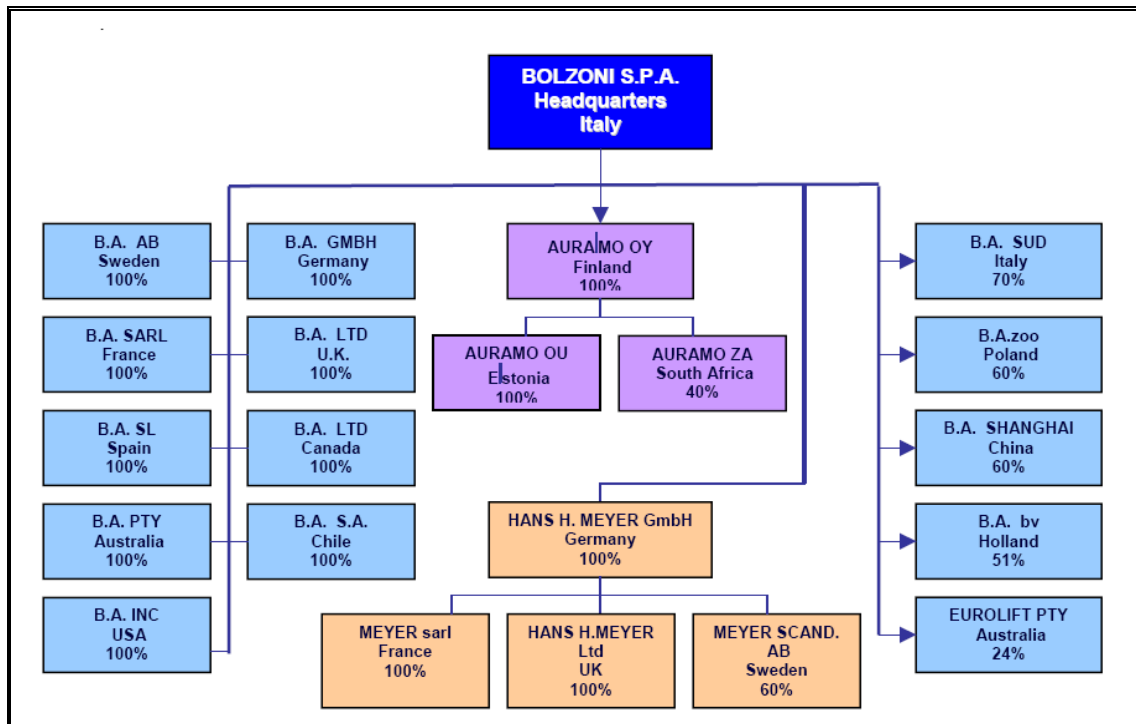 BOLZONI S.P.A.
Headquarters
Italy
B.A. AB
Sweden
100%
B.A. GMBH
Germany
100%
AURAMO OY
Finland
100%
B.A. SUD
Italy
70%
B.A. SARL
France
100%
B.A. LTD
U.K.
100%
AURAMO OU
Estonia
100%
AURAMO ZA
South Africa
40%
B.A.zoo
Poland
60%
B.A. SL
Spain
100%
B.A. LTD
Canada
100%
B.A. SHANGHAI
China
60%
B.A. PTY
Australia
100%
B.A. S.A.
Chile
100%
HANS H. MEYER GmbH
Germany
100%
B.A. bv
Holland
51%
B.A. INC
USA
100%
MEYER sarl
France
100%
HANS H.MEYER
Ltd
UK
100%
MEYER SCAND.
AB
Sweden
60%
EUROLIFT PTY
Australia
24%